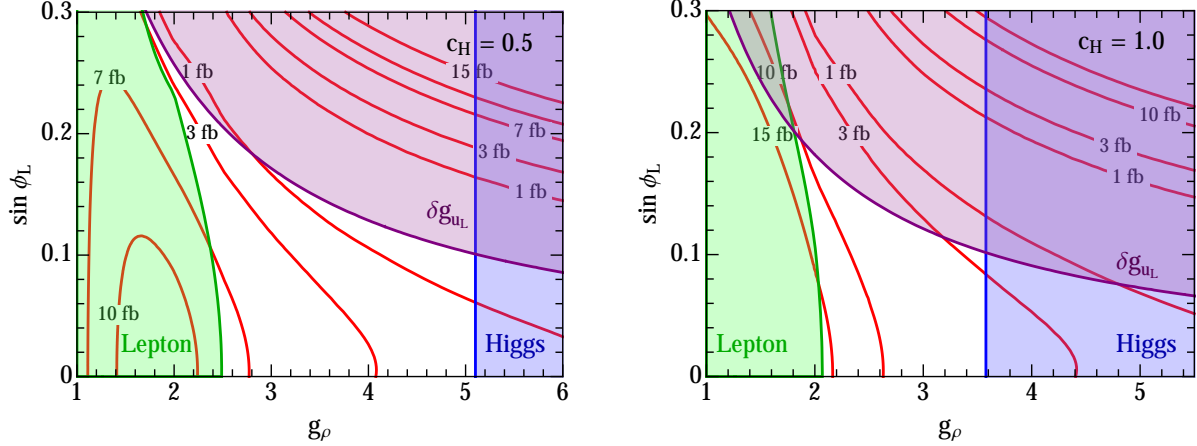 c_H = 0.5
0.3
0.2
0.1
0
sin ϕ_L
7 fb
10 fb
1 fb
3 fb
15 fb
7 fb
3 fb
1 fb
δg_{u_L}
Lepton
Higgs
1 2 3 4 5 6
g_ρ
c_H = 1.0
0.3
0.2
0.1
0
sin ϕ_L
10 fb
15 fb
1 fb
3 fb
10 fb
3 fb
1 fb
δg_{u_L}
Lepton
Higgs
1 2 3 4 5
g_ρ